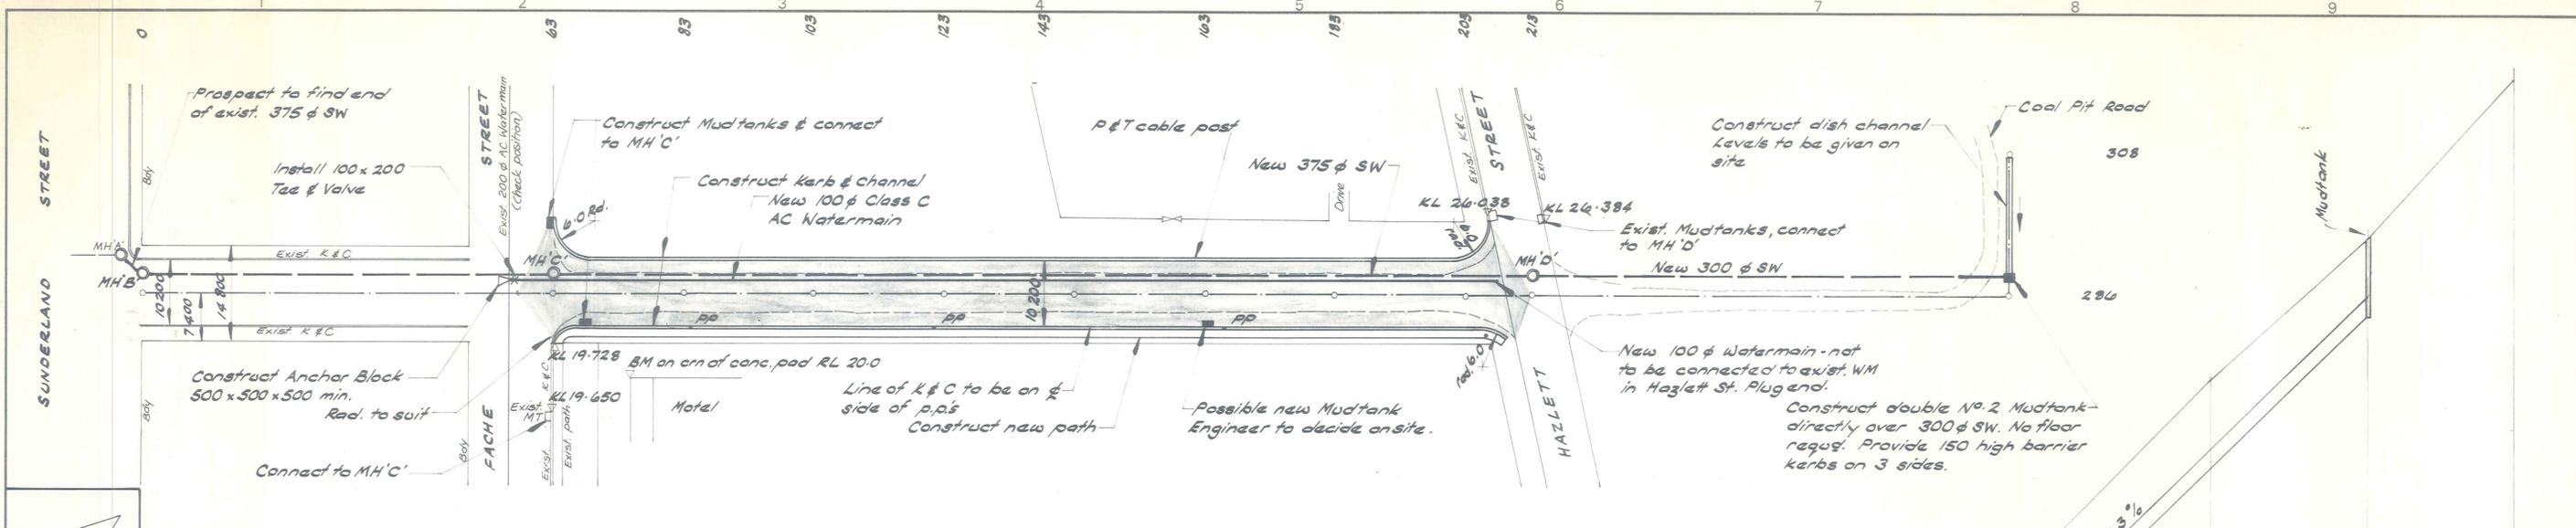 1 2 3 4 5 6 7 8 9
0 63 83 103 123 143 163 183 203 213
Prospect to find end
of exist. 375 ϕ SW
Install 100 x 200
Tee & Valve
STREET
SUNDERLAND
Bdy
Bdy
MH'A'
MH'B'
10200
7400
14 800
Exist. K & C
Exist K & C
STREET
Exist. 200 ϕ AC Watermain
(check position)
Construct Mudtanks & connect
to MH'C'
6.0 Rd.
Construct Kerb & Channel
New 100 ϕ Class C
AC Watermain
P & T cable post
New 375 ϕ SW
Drive
Exist. K&C
STREET
Exist. K&C
KL 26.038
KL 26.384
Exist. Mudtanks, connect
to MH 'D'
Construct dish channel
Levels to be given on
site
Coal Pit Road
308
286
Mudtank
MH'C'
MH'D'
New 300 ϕ SW
10200
PP PP PP
Construct Anchor Block
500 x 500 x 500 min.
Rad. to suit
Connect to MH'C'
Bdy
FACHE
KL 19.728
BM on crn of conc. pad RL 20.0
KL 19.650
Exist.
MT
Exist. K & C
Exist. path
Motel
Line of K & C to be on ℄
side of p.p's
Construct new path
Possible new Mudtank
Engineer to decide on site.
rad. 6.0
HAZLETT
New 100 ϕ Watermain - not
to be connected to exist. WM
in Hazlett St. Plug end.
Construct double Nº.2 Mudtank
directly over 300 ϕ SW. No floor
requd. Provide 150 high barrier
kerbs on 3 sides.
3%